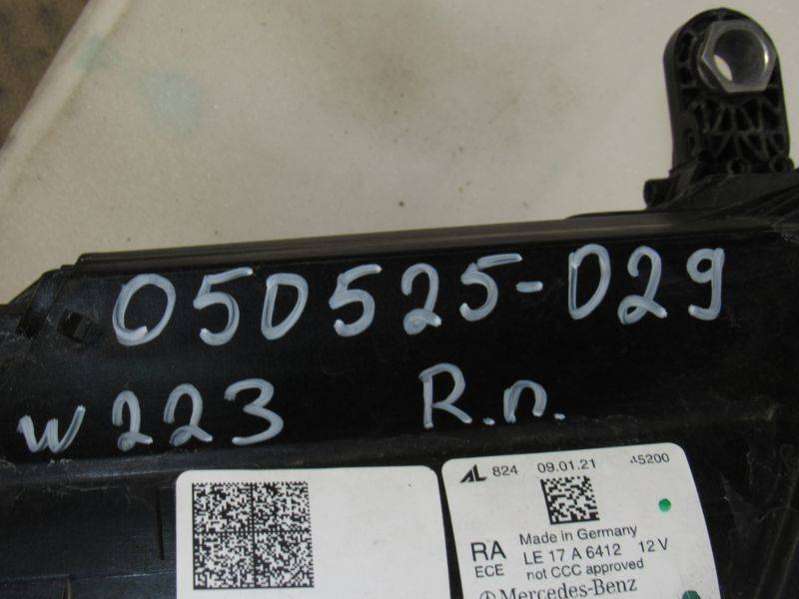 050525-029
w223 R.п.
AL 824 09.01.21 A5200
Made in Germany
RA LE 17 A 6412 12 V
ECE not CCC approved
Mercedes-Benz